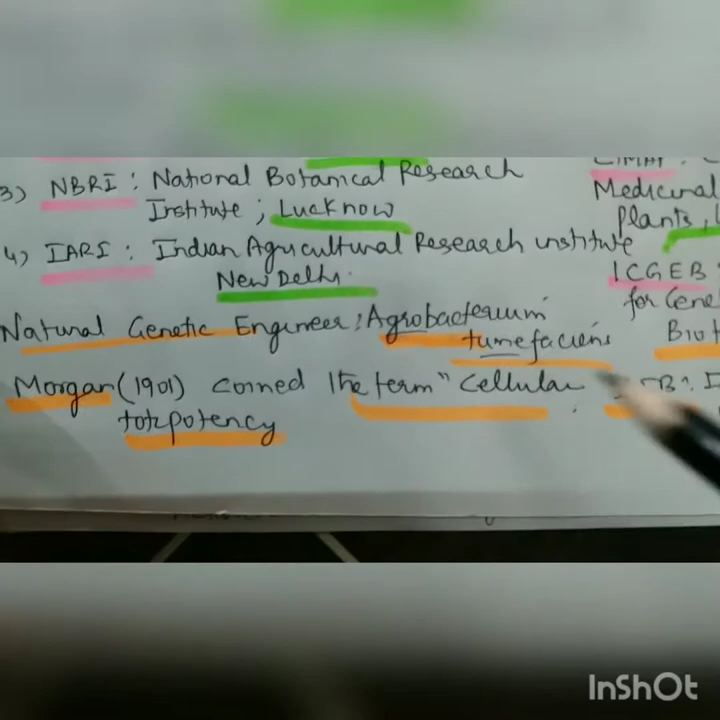 3) NBRI : National Botanical Research
Institute ; Lucknow
4) IARI : Indian Agricultural Research institute
New Delhi.
Natural Genetic Engineer : Agrobacterium
tumefaciens
Morgan (1901) coined the term "Cellular
totipotency
Medicinal
Plants,
ICGEB :
for Gene
InShOt